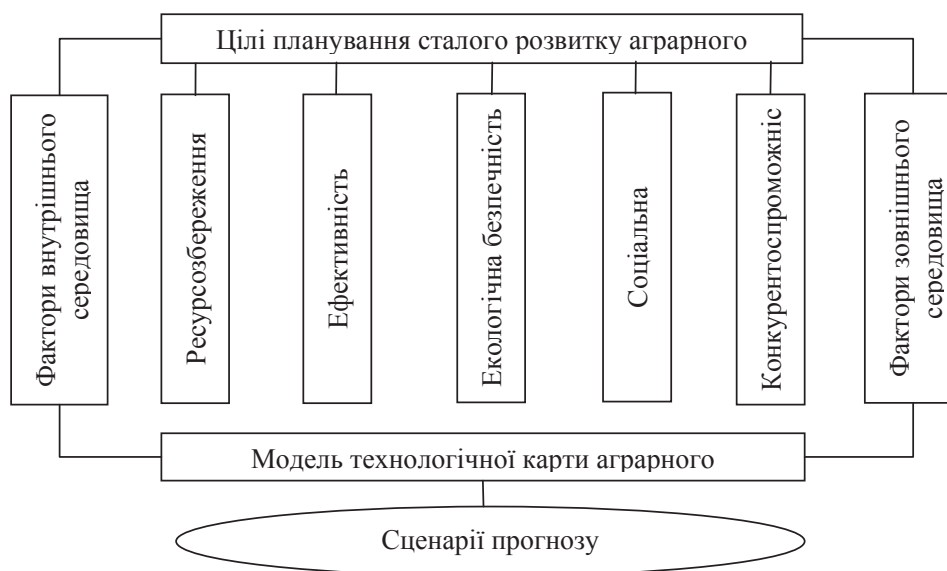 Цілі планування сталого розвитку аграрного
Фактори внутрішнього
середовища
Ресурсозбереження
Ефективність
Екологічна безпечність
Соціальна
Конкурентоспроможніс
Фактори зовнішнього
середовища
Модель технологічної карти аграрного
Сценарії прогнозу